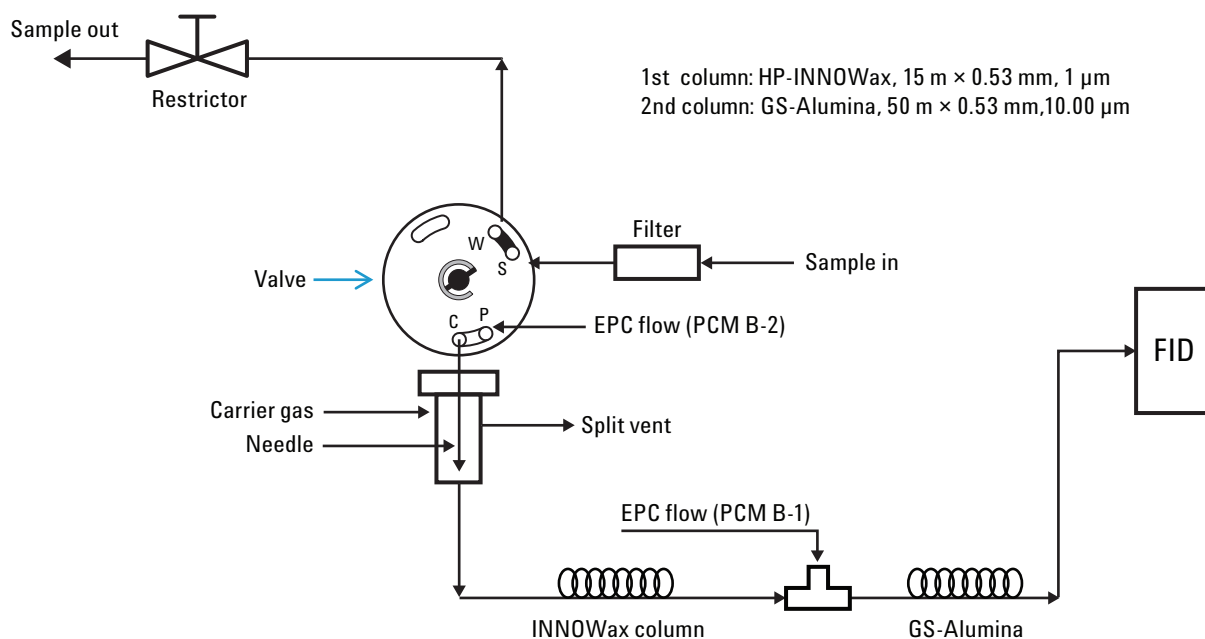 Sample out
Restrictor
1st column: HP-INNOWax, 15 m × 0.53 mm, 1 µm
2nd column: GS-Alumina, 50 m × 0.53 mm,10.00 µm
W
S
Filter
Sample in
Valve
C
P
EPC flow (PCM B-2)
FID
Carrier gas
Split vent
Needle
EPC flow (PCM B-1)
INNOWax column
GS-Alumina